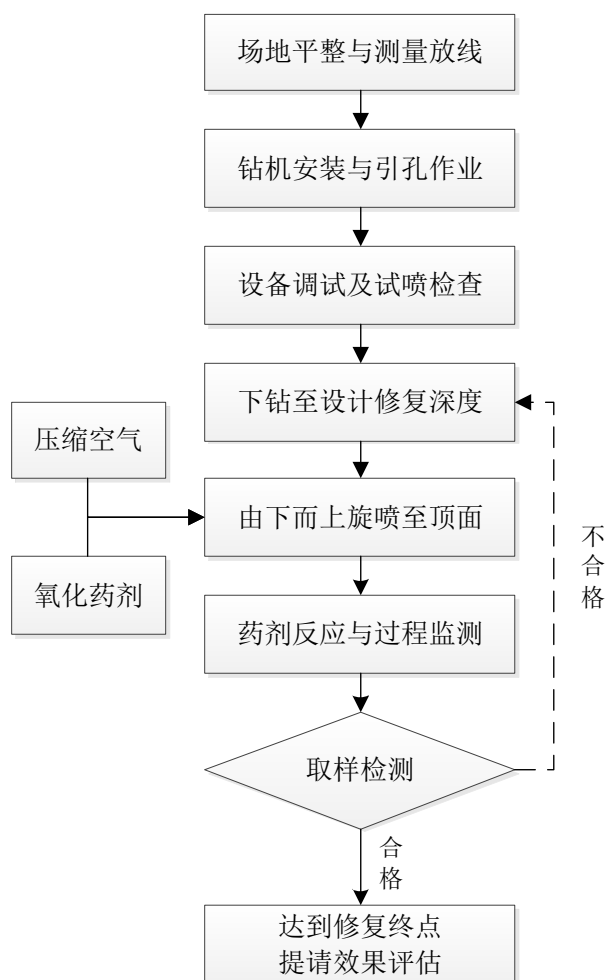 场地平整与测量放线
钻机安装与引孔作业
设备调试及试喷检查
下钻至设计修复深度
压缩空气
由下而上旋喷至顶面
氧化药剂
不合格
药剂反应与过程监测
取样检测
合格
达到修复终点
提请效果评估